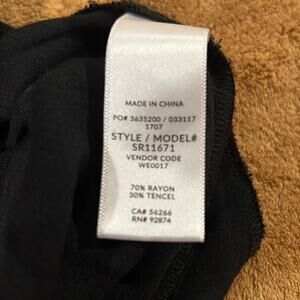 MADE IN CHINA
PO# 3635200 / 033117
1707
STYLE / MODEL#
SR11671
VENDOR CODE
WE0017
70% RAYON
30% TENCEL
CA# 56266
RN# 92874